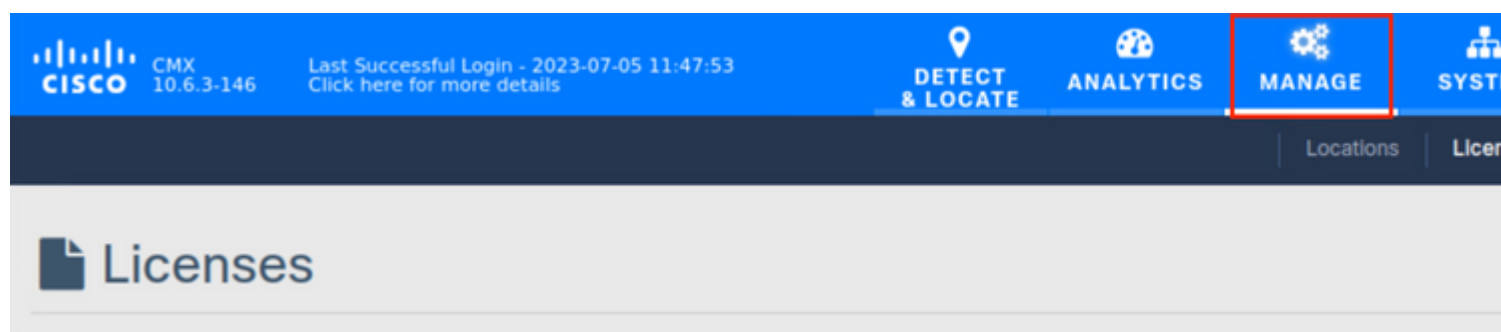 CISCO
CMX
10.6.3-146
Last Successful Login - 2023-07-05 11:47:53
Click here for more details
DETECT
& LOCATE
ANALYTICS
MANAGE
Locations
Licenses